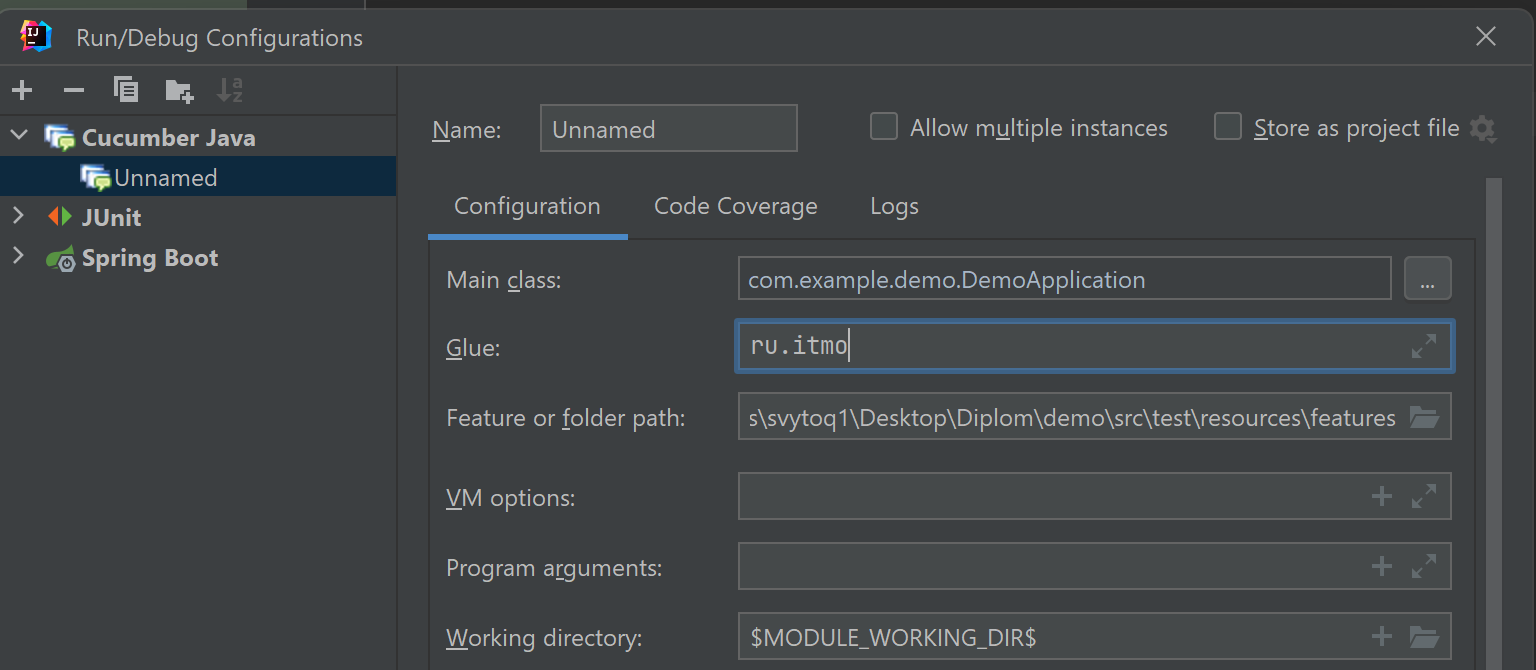 Run/Debug Configurations
Cucumber Java
Unnamed
JUnit
Spring Boot
Name: Unnamed Allow multiple instances Store as project file
Configuration Code Coverage Logs
Main class: com.example.demo.DemoApplication ...
Glue: ru.itmo
Feature or folder path: s\svytoq1\Desktop\Diplom\demo\src\test\resources\features
VM options:
Program arguments:
Working directory: $MODULE_WORKING_DIR$